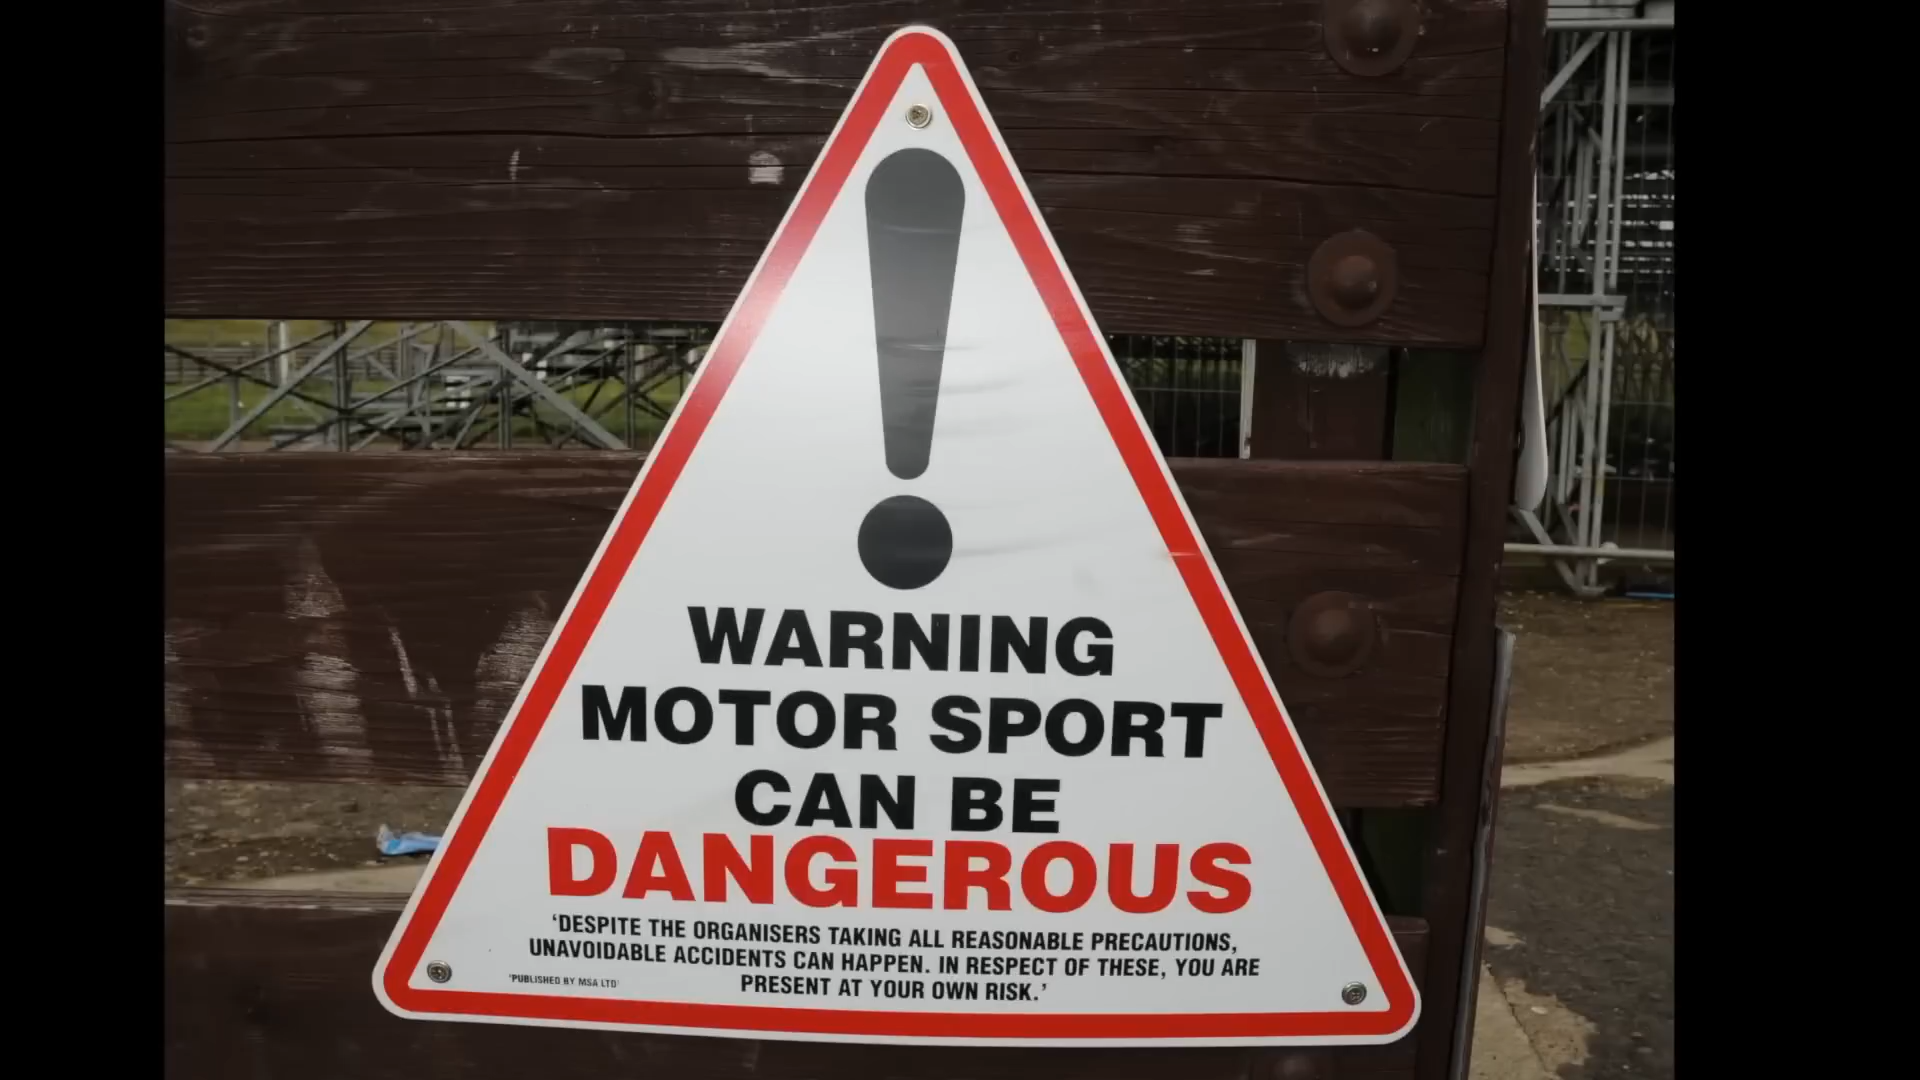 WARNING
MOTOR SPORT
CAN BE
DANGEROUS
‘DESPITE THE ORGANISERS TAKING ALL REASONABLE PRECAUTIONS,
UNAVOIDABLE ACCIDENTS CAN HAPPEN. IN RESPECT OF THESE, YOU ARE
PRESENT AT YOUR OWN RISK.’
‘PUBLISHED BY MSA LTD’